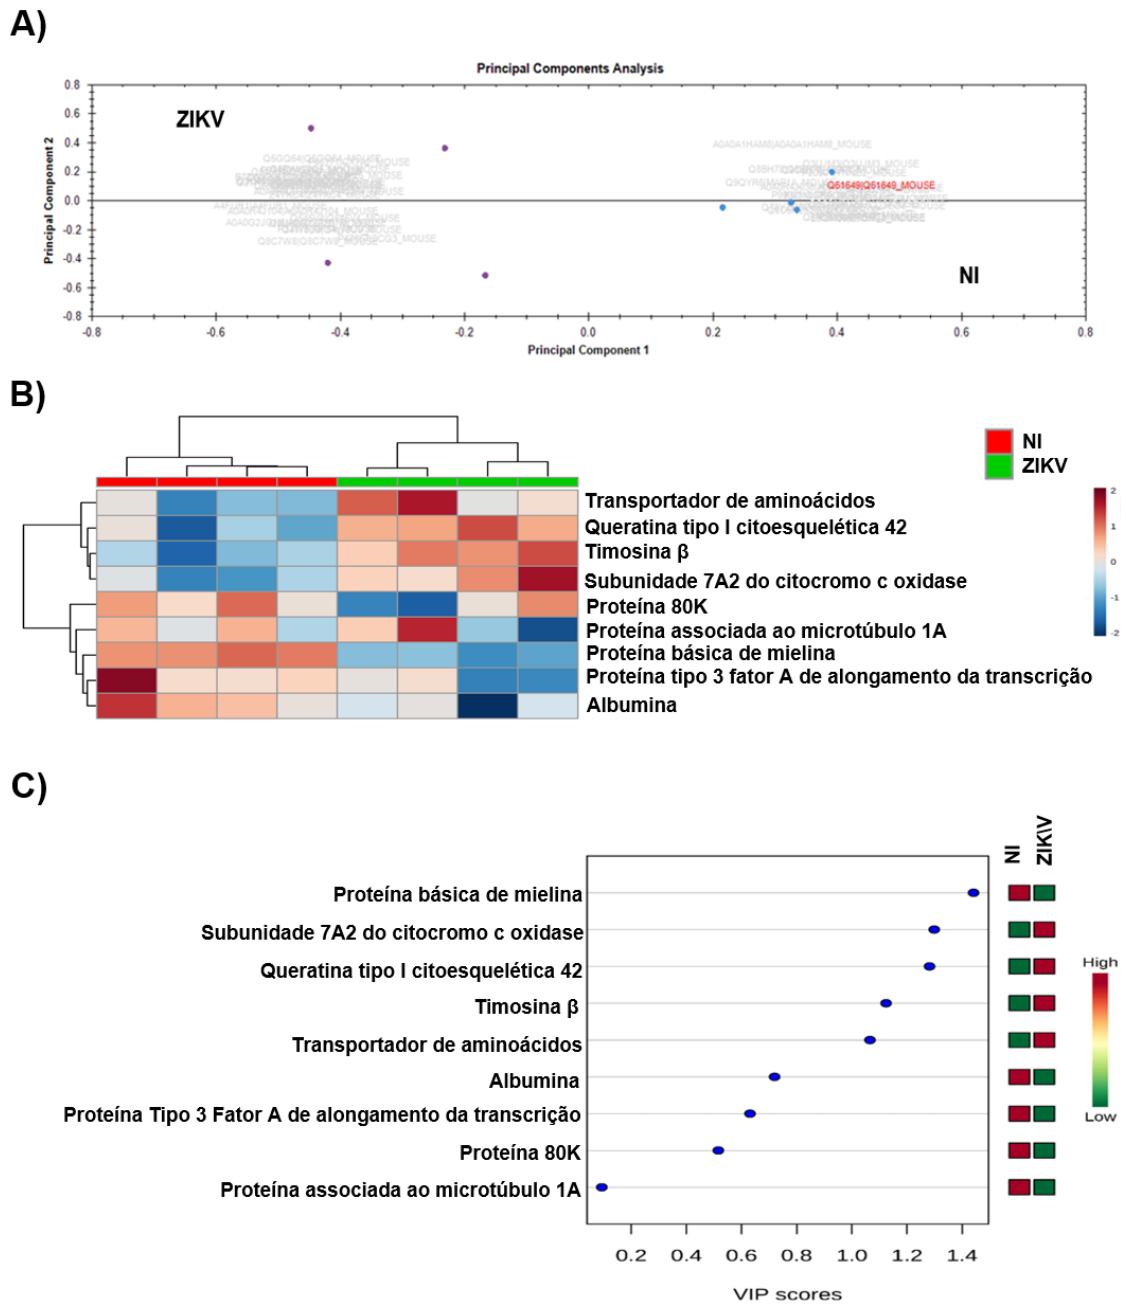 A)
Principal Components Analysis
ZIKV
NI
A0A0A1HAM8|A0A0A1HAM8_MOUSE
Q61649|Q61649_MOUSE
Q8C7W8|Q8C7W8_MOUSE
Principal Component 2
0.8
0.6
0.4
0.2
0.0
-0.2
-0.4
-0.6
-0.8
-0.8
-0.6
-0.4
-0.2
0.0
0.2
0.4
0.6
0.8
Principal Component 1
B)
NI
ZIKV
2
1
0
-1
-2
Transportador de aminoácidos
Queratina tipo I citoesquelética 42
Timosina β
Subunidade 7A2 do citocromo c oxidase
Proteína 80K
Proteína associada ao microtúbulo 1A
Proteína básica de mielina
Proteína tipo 3 fator A de alongamento da transcrição
Albumina
C)
NI
ZIK\V
Proteína básica de mielina
Subunidade 7A2 do citocromo c oxidase
Queratina tipo I citoesquelética 42
Timosina β
Transportador de aminoácidos
Albumina
Proteína Tipo 3 Fator A de alongamento da transcrição
Proteína 80K
Proteína associada ao microtúbulo 1A
High
Low
0.2
0.4
0.6
0.8
1.0
1.2
1.4
VIP scores